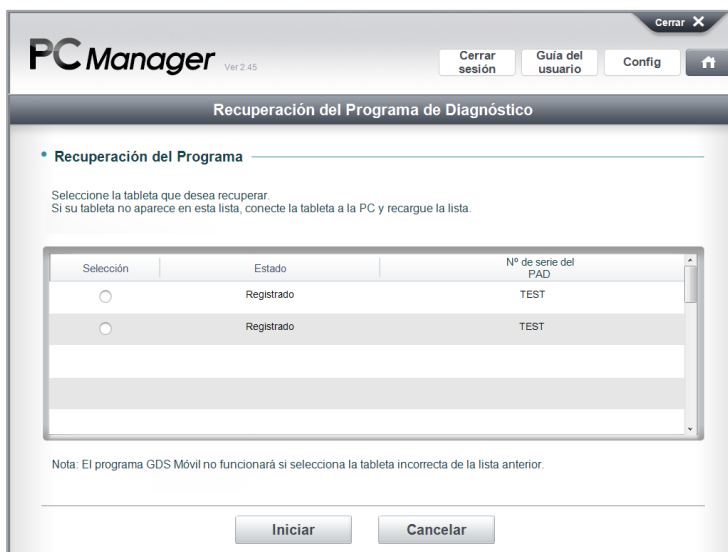 Cerrar
PC Manager Ver 2.45
Cerrar sesión
Guía del usuario
Config
Recuperación del Programa de Diagnóstico
Recuperación del Programa
Seleccione la tableta que desea recuperar.
Si su tableta no aparece en esta lista, conecte la tableta a la PC y recargue la lista.
Selección Estado Nº de serie del PAD
Registrado TEST
Registrado TEST
Nota: El programa GDS Móvil no funcionará si selecciona la tableta incorrecta de la lista anterior.
Iniciar Cancelar